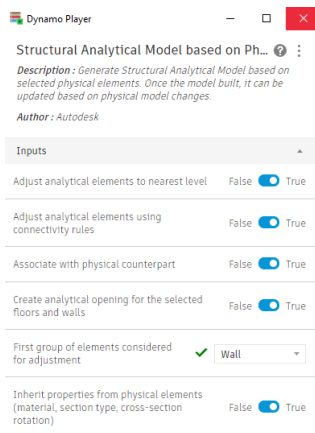 Dynamo Player
Structural Analytical Model based on Ph...
Description : Generate Structural Analytical Model based on
selected physical elements. Once the model built, it can be
updated based on physical model changes.
Author : Autodesk
Inputs
Adjust analytical elements to nearest level False True
Adjust analytical elements using
connectivity rules False True
Associate with physical counterpart False True
Create analytical opening for the selected
floors and walls False True
First group of elements considered
for adjustment Wall
Inherit properties from physical elements
(material, section type, cross-section
rotation) False True